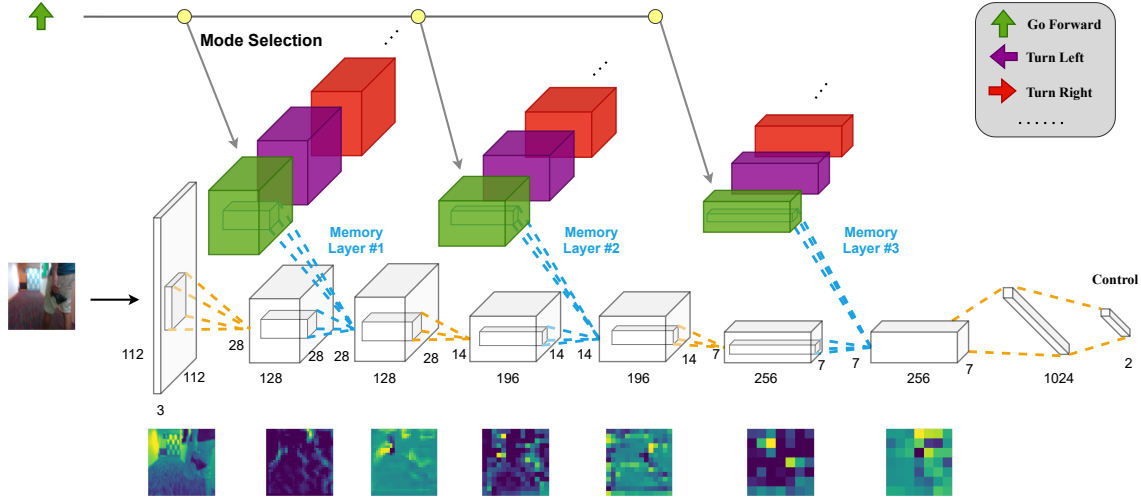 Mode Selection
Go Forward
Turn Left
Turn Right
......
Memory
Layer #1
Memory
Layer #2
Memory
Layer #3
Control
112
112
3
28
128
28
28
128
28
14
196
14
14
196
14
7
256
7
7
256
7
1024
2